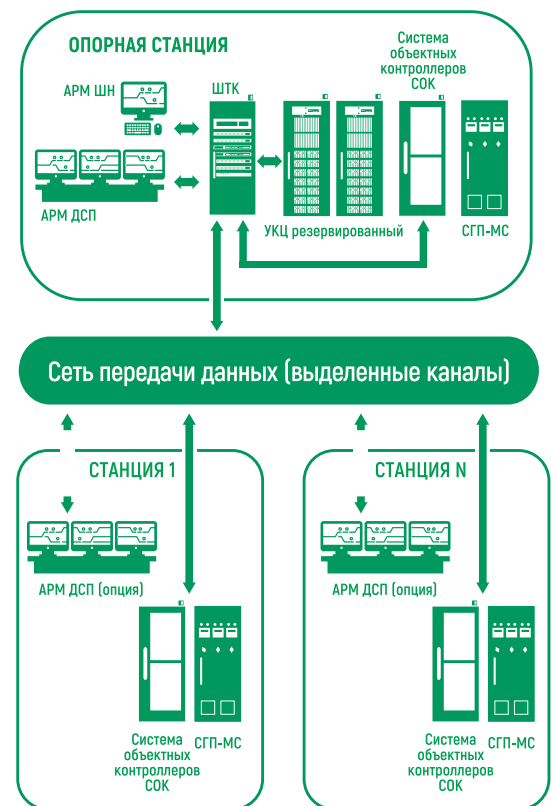 ОПОРНАЯ СТАНЦИЯ
Система
объектных
контроллеров
СОК
АРМ ШН
ШТК
АРМ ДСП
УКЦ резервированный
СГП-МС
Сеть передачи данных (выделенные каналы)
СТАНЦИЯ 1
АРМ ДСП (опция)
Система
объектных
контроллеров
СОК
СГП-МС
СТАНЦИЯ N
АРМ ДСП (опция)
Система
объектных
контроллеров
СОК
СГП-МС